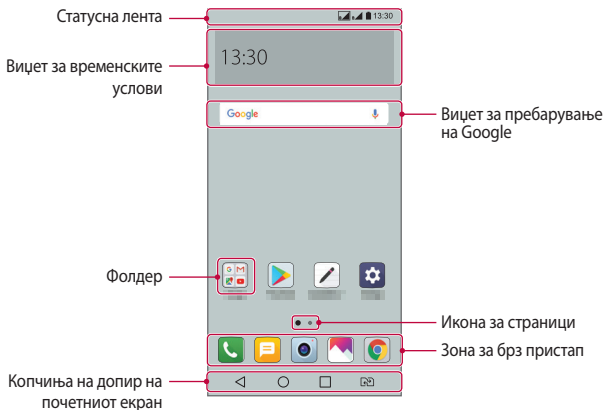 Статусна лента
13:30
Виџет за временските
услови
13:30
Google
Виџет за пребарување
на Google
Фолдер
Икона за страници
Зона за брз пристап
Копчиња на допир на
почетниот екран